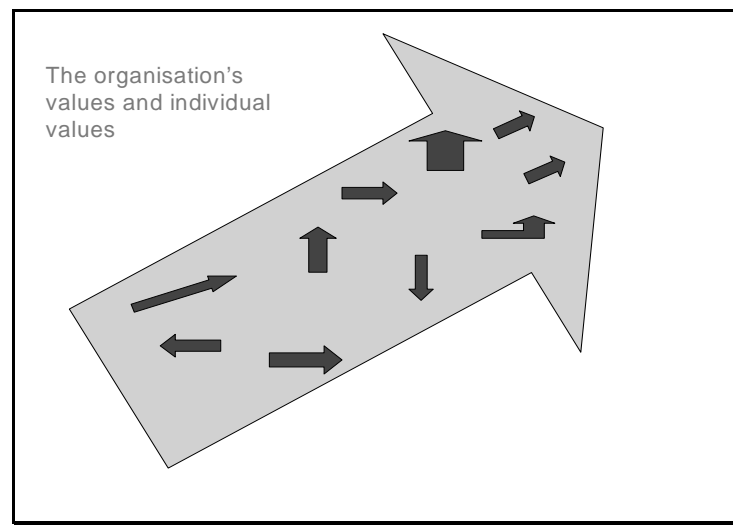 The organisation's
values and individual
values